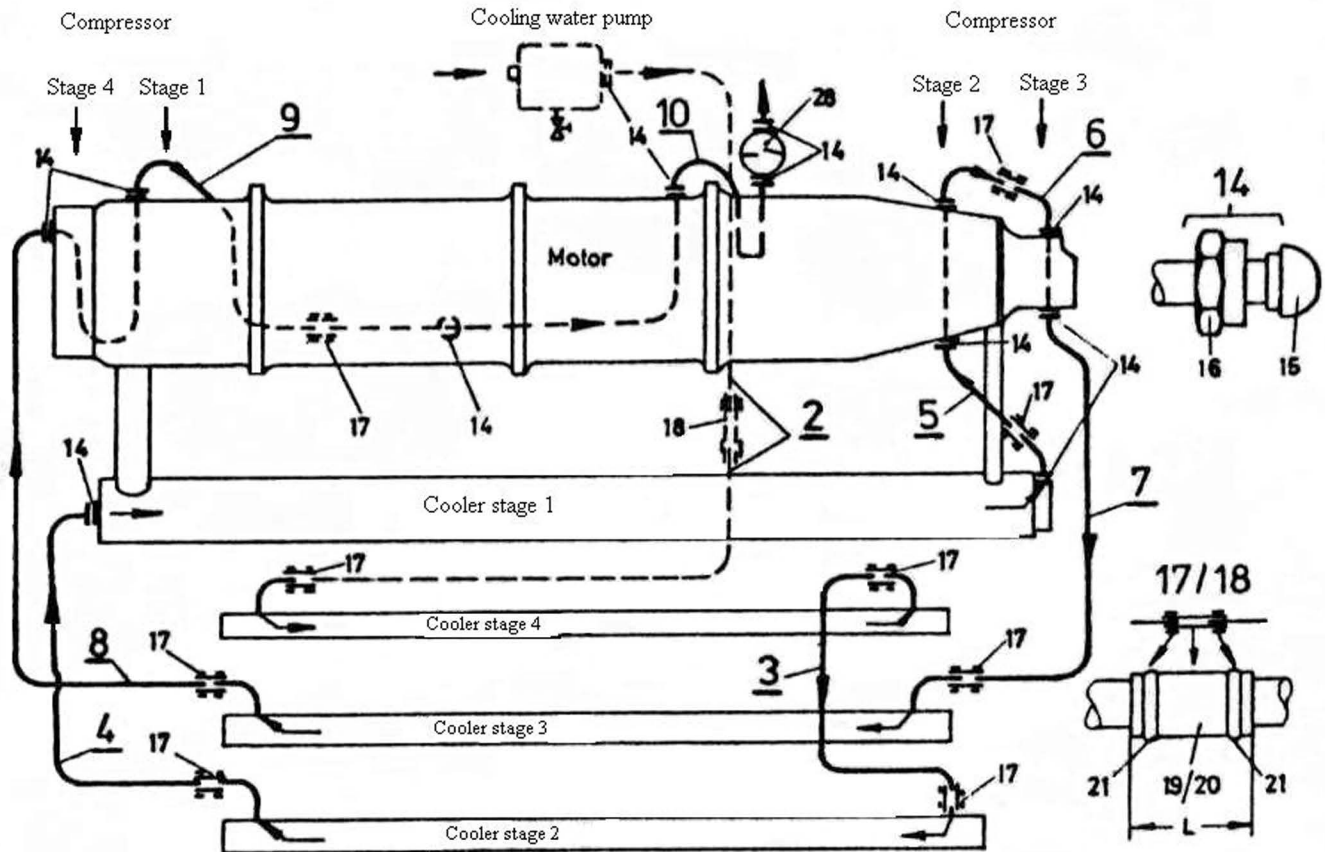 Compressor
Cooling water pump
Compressor
Stage 4
Stage 1
Stage 2
Stage 3
9
14
10
28
17
6
14
14
14
14
14
Motor
16
15
17
14
18
2
14
5
17
14
14
Cooler stage 1
7
17
17
Cooler stage 4
17/18
8
17
3
17
Cooler stage 3
4
17
17
21
19/20
21
L
Cooler stage 2